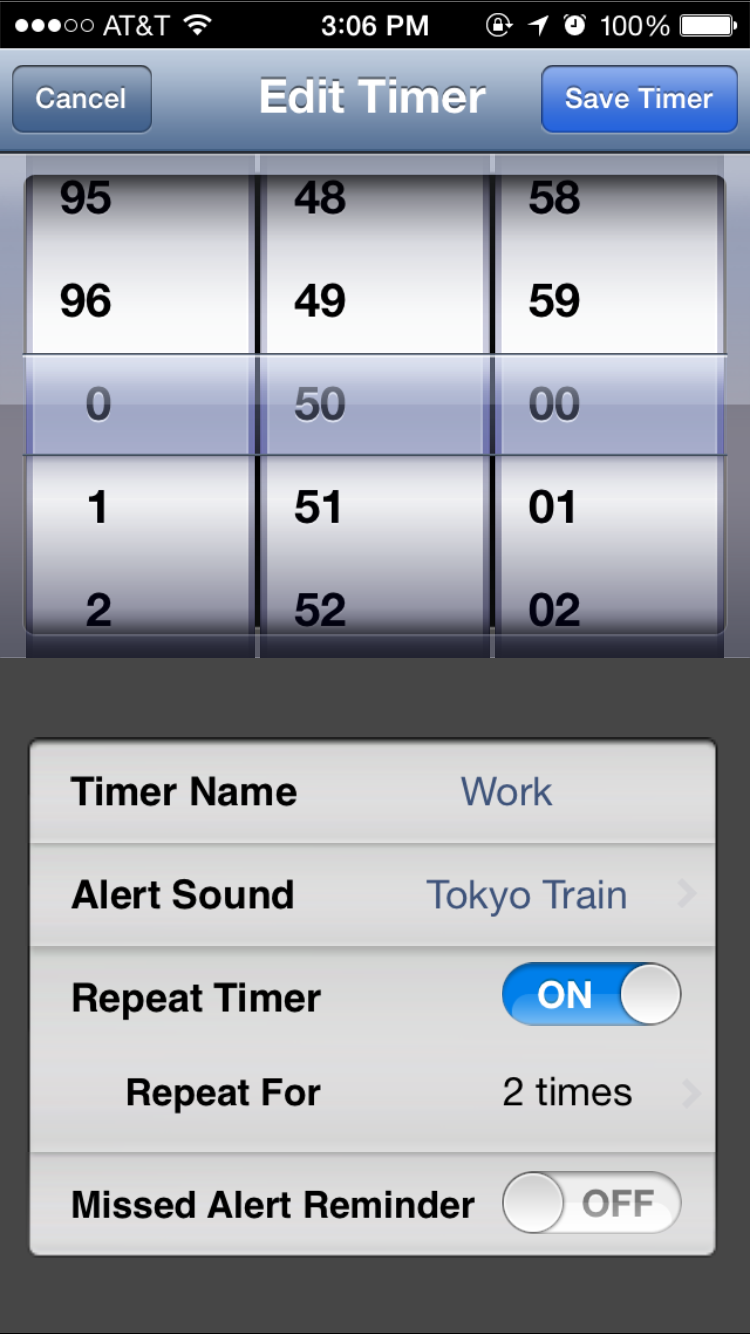 AT&T 3:06 PM 100%
Cancel Edit Timer Save Timer
95 48 58
96 49 59
0 50 00
1 51 01
2 52 02
Timer Name Work
Alert Sound Tokyo Train
Repeat Timer ON
Repeat For 2 times
Missed Alert Reminder OFF